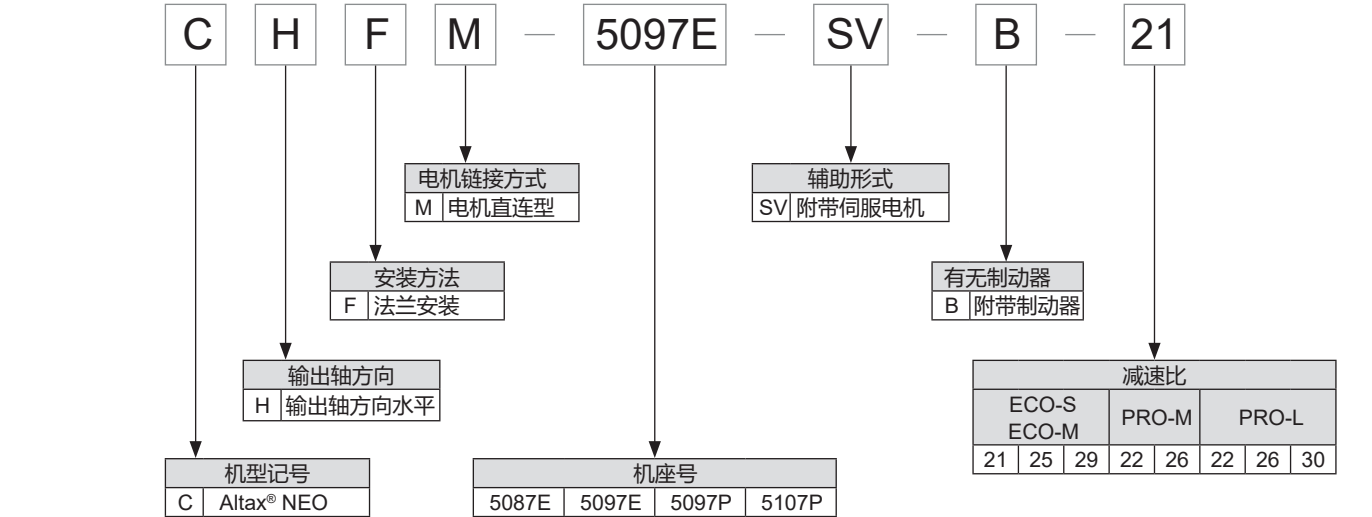 C H F M — 5097E — SV — B — 21
电机链接方式
M 电机直连型
辅助形式
SV 附带伺服电机
安装方法
F 法兰安装
有无制动器
B 附带制动器
输出轴方向
H 输出轴方向水平
减速比
ECO-S
ECO-M
PRO-M
PRO-L
21 25 29 22 26 22 26 30
机型记号
C Altax® NEO
机座号
5087E 5097E 5097P 5107P